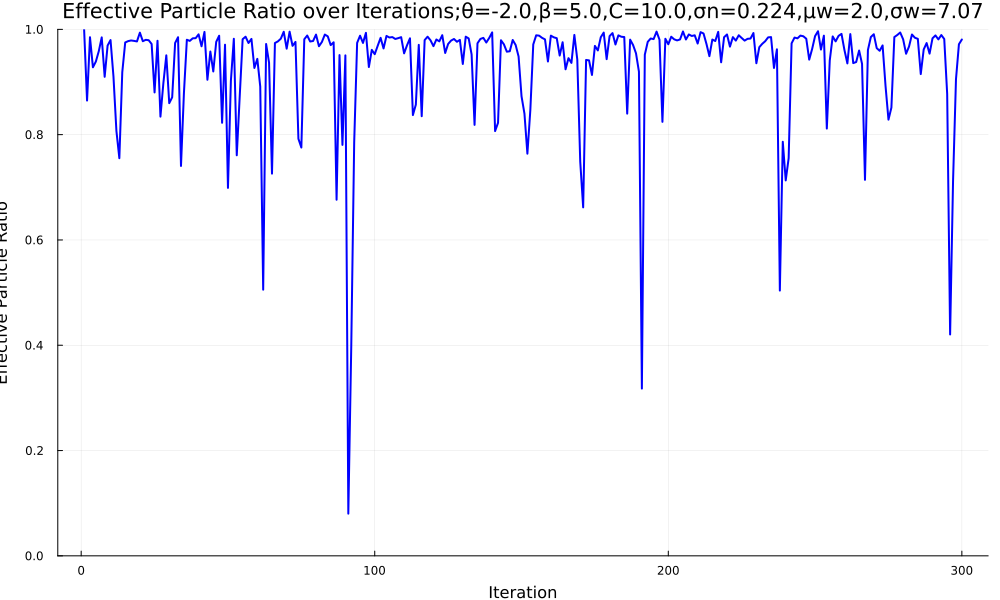 Effective Particle Ratio over Iterations;θ=-2.0,β=5.0,C=10.0,σn=0.224,μw=2.0,σw=7.07
Effective Particle Ratio
1.0
0.8
0.6
0.4
0.2
0.0
0 100 200 300
Iteration